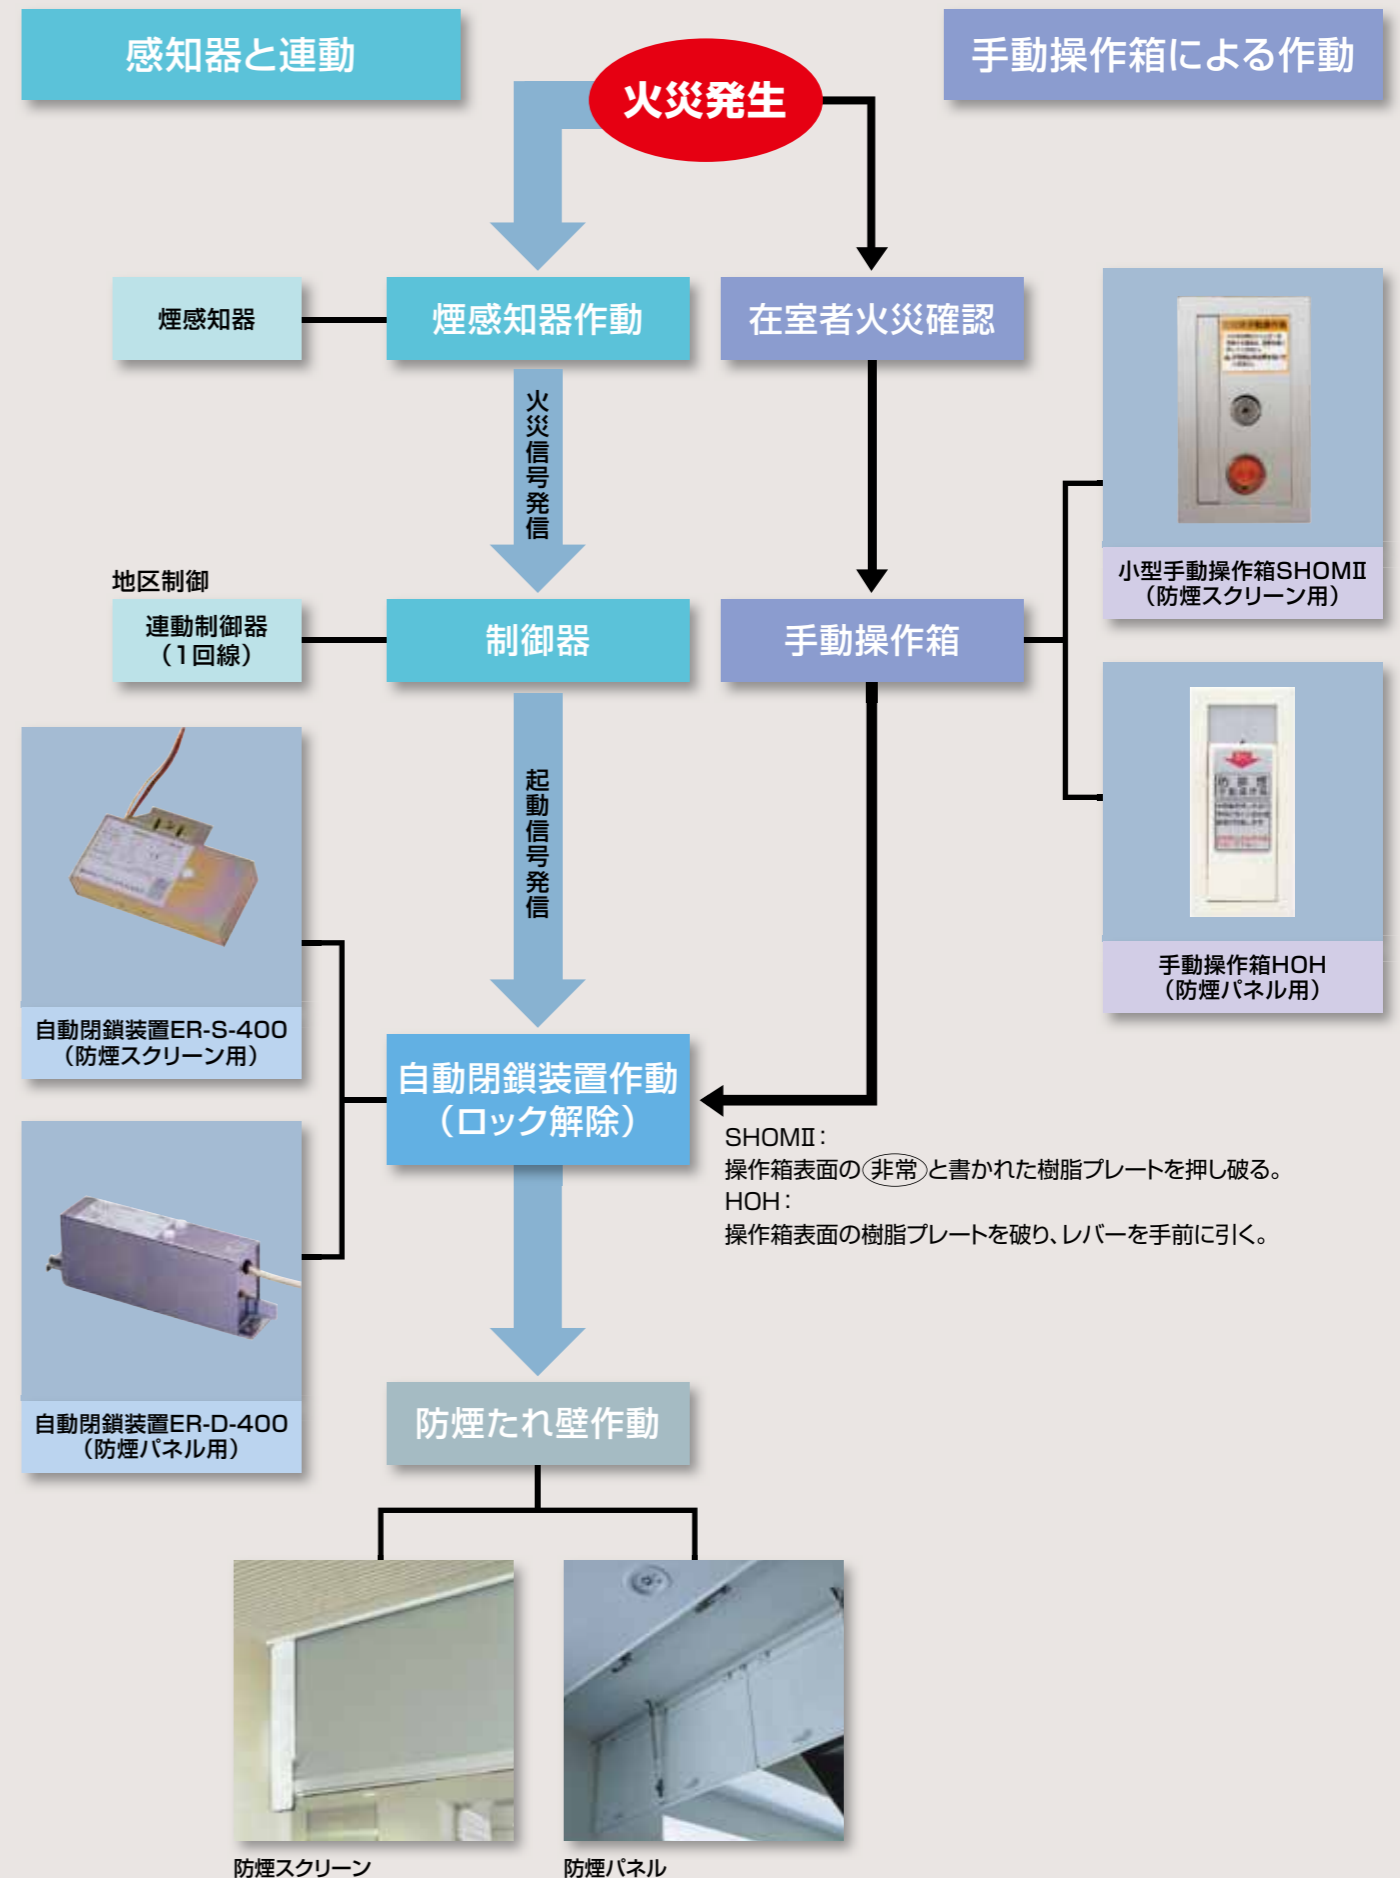 感知器と連動
火災発生
手動操作箱による作動
煙感知器
煙感知器作動
在室者火災確認
火災信号発信
小型手動操作箱SHOMⅡ
（防煙スクリーン用）
地区制御
連動制御器
（1回線）
制御器
手動操作箱
手動操作箱HOH
（防煙パネル用）
起動信号発信
自動閉鎖装置ER-S-400
（防煙スクリーン用）
自動閉鎖装置作動
（ロック解除）
SHOMⅡ：
操作箱表面の非常と書かれた樹脂プレートを押し破る。
HOH：
操作箱表面の樹脂プレートを破り、レバーを手前に引く。
自動閉鎖装置ER-D-400
（防煙パネル用）
防煙たれ壁作動
防煙スクリーン
防煙パネル